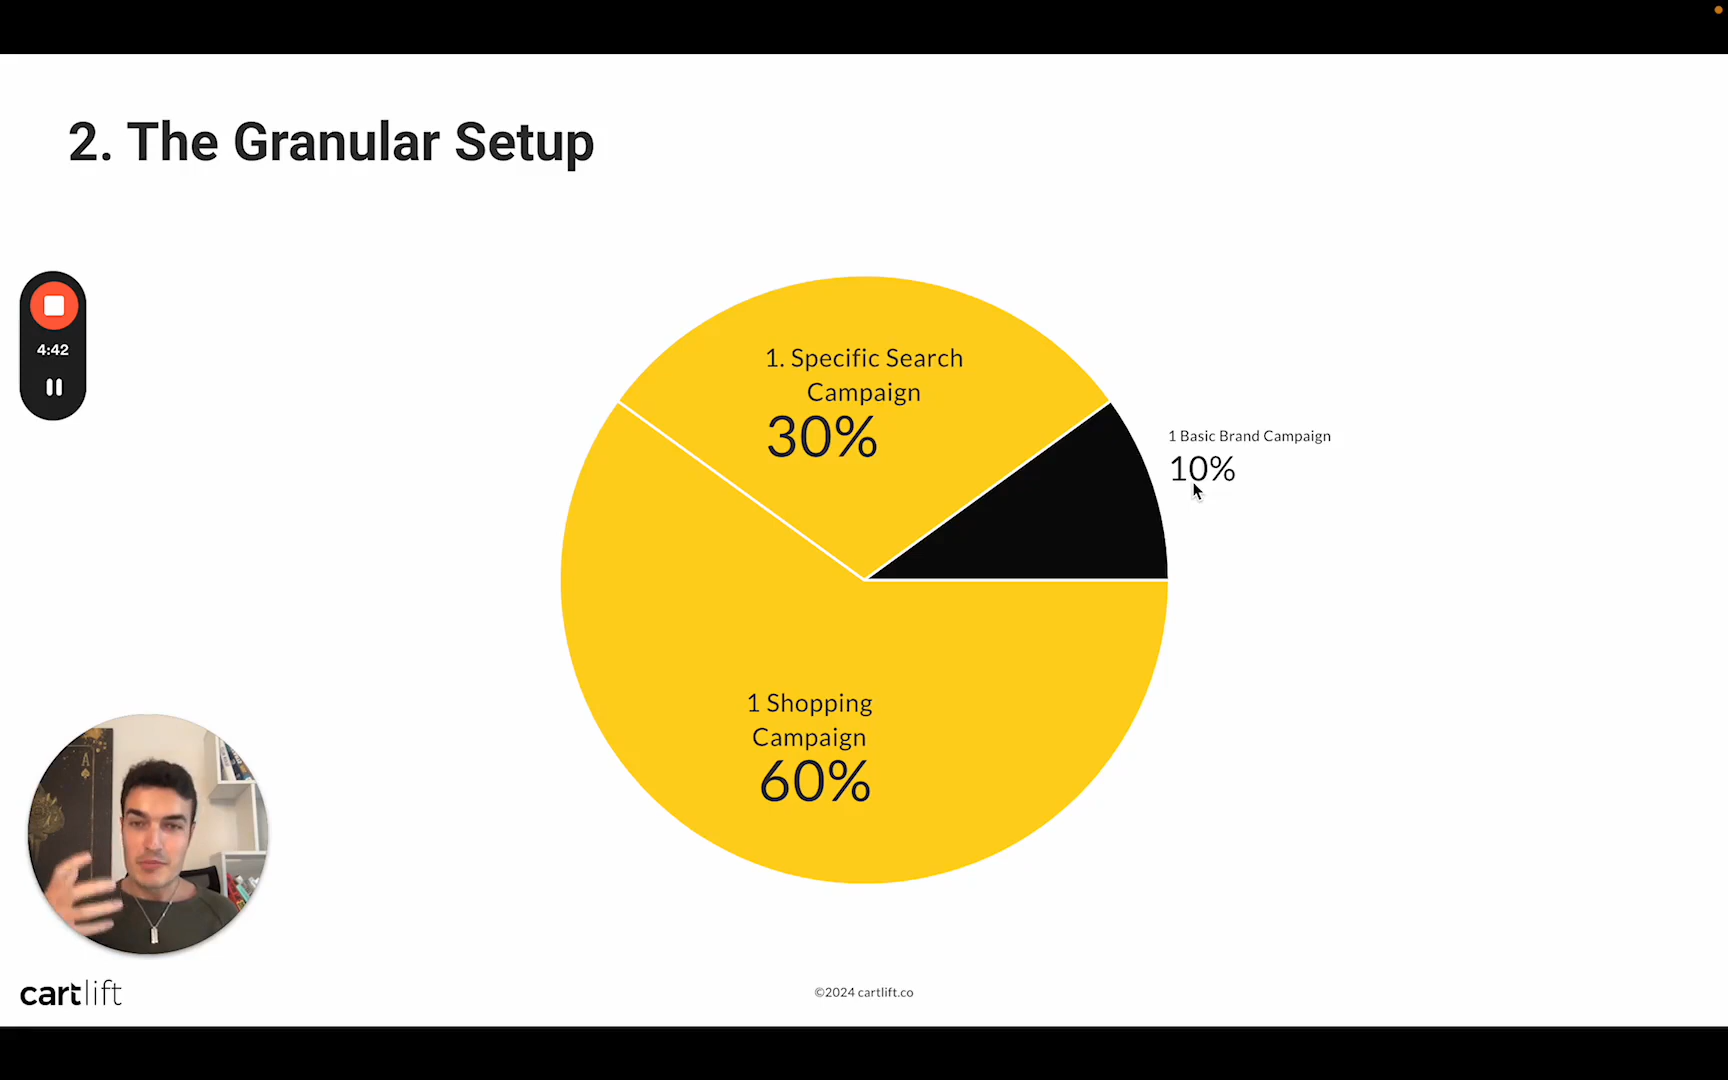 2. The Granular Setup
4:42
1. Specific Search
Campaign
30%
1 Basic Brand Campaign
10%
1 Shopping
Campaign
60%
A
cartlift
©2024 cartlift.co